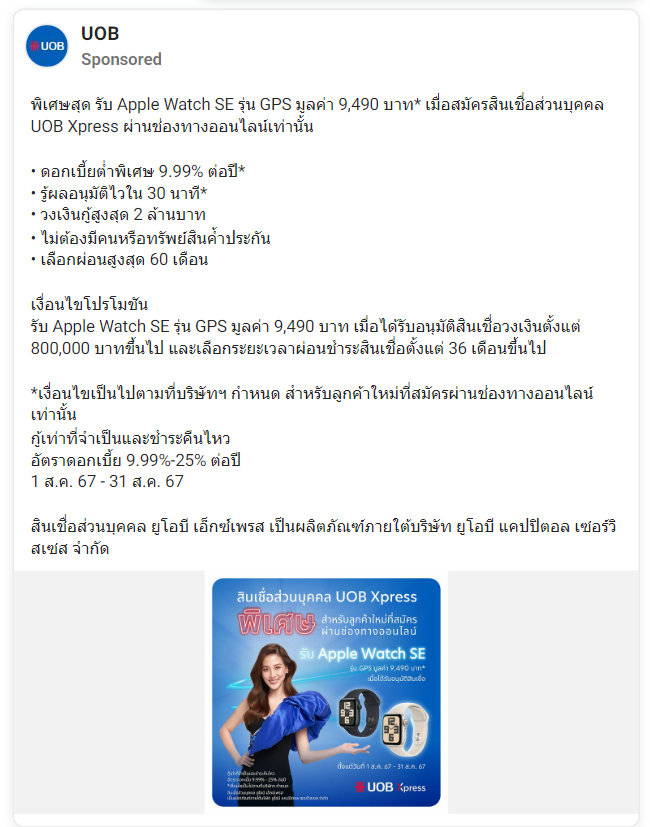 UOB
UOB
Sponsored
พิเศษสุด รับ Apple Watch SE รุ่น GPS มูลค่า 9,490 บาท* เมื่อสมัครสินเชื่อส่วนบุคคล
UOB Xpress ผ่านช่องทางออนไลน์เท่านั้น
• ดอกเบี้ยต่ำพิเศษ 9.99% ต่อปี*
• รู้ผลอนุมัติไวใน 30 นาที*
• วงเงินกู้สูงสุด 2 ล้านบาท
• ไม่ต้องมีคนหรือทรัพย์สินค้ำประกัน
• เลือกผ่อนสูงสุด 60 เดือน
เงื่อนไขโปรโมชัน
รับ Apple Watch SE รุ่น GPS มูลค่า 9,490 บาท เมื่อได้รับอนุมัติสินเชื่อวงเงินตั้งแต่
800,000 บาทขึ้นไป และเลือกระยะเวลาผ่อนชำระสินเชื่อตั้งแต่ 36 เดือนขึ้นไป
*เงื่อนไขเป็นไปตามที่บริษัทฯ กำหนด สำหรับลูกค้าใหม่ที่สมัครผ่านช่องทางออนไลน์
เท่านั้น
กู้เท่าที่จำเป็นและชำระคืนไหว
อัตราดอกเบี้ย 9.99%-25% ต่อปี
1 ส.ค. 67 - 31 ส.ค. 67
สินเชื่อส่วนบุคคล ยูโอบี เอ็กซ์เพรส เป็นผลิตภัณฑ์ภายใต้บริษัท ยูโอบี แคปปิตอล เซอร์วิ
สเซส จำกัด
สินเชื่อส่วนบุคคล UOB Xpress
พิเศษ สำหรับลูกค้าใหม่ที่สมัคร
ผ่านช่องทางออนไลน์
รับ Apple Watch SE
รุ่น GPS มูลค่า 9,490 บาท*
เมื่อได้รับอนุมัติสินเชื่อ
ตั้งแต่วันที่ 1 ส.ค. 67 - 31 ส.ค. 67
UOB Xpress